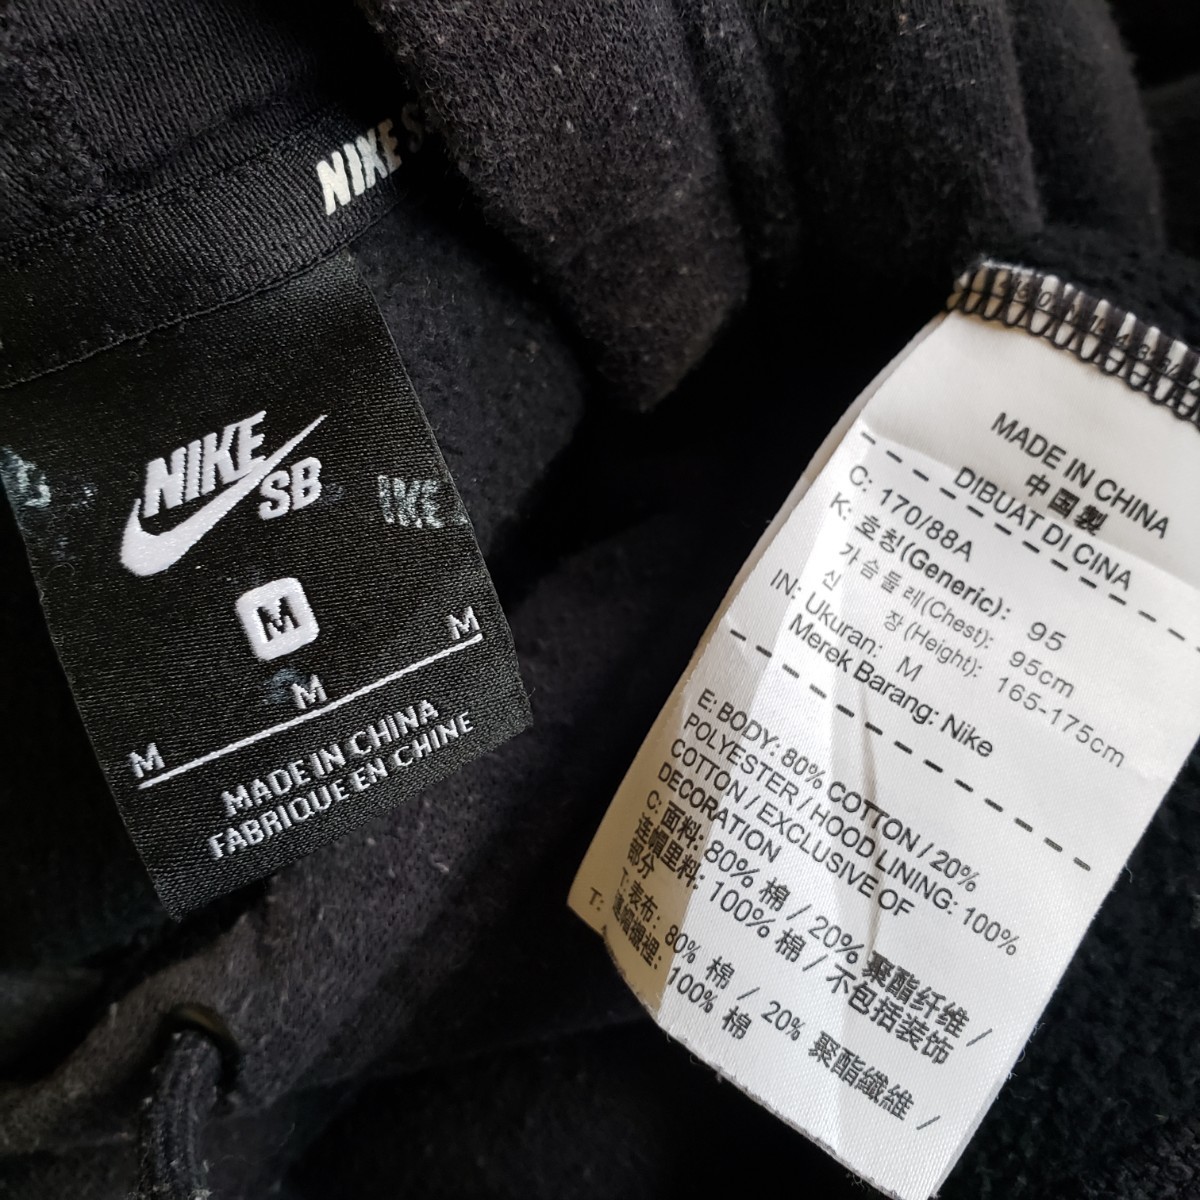 NIKE
NIKE
SB
M
M M M
MADE IN CHINA
FABRIQUE EN CHINE
MADE IN CHINA
中国製
DIBUAT DI CINA
C: 170/88A
K: 호칭(Generic): 95
가슴둘레(Chest): 95cm
신 장(Height): 165-175cm
IN: Ukuran: M
Merek Barang: Nike
E: BODY: 80% COTTON / 20%
POLYESTER / HOOD LINING: 100%
COTTON / EXCLUSIVE OF
DECORATION
C: 面料: 80% 棉 / 20% 聚酯纤维 /
连帽里料: 100% 棉 / 不包括装饰
部分
T: 表布: 80% 棉 / 20% 聚酯纖維 /
連帽襯裡: 100% 棉
T: 100% 棉